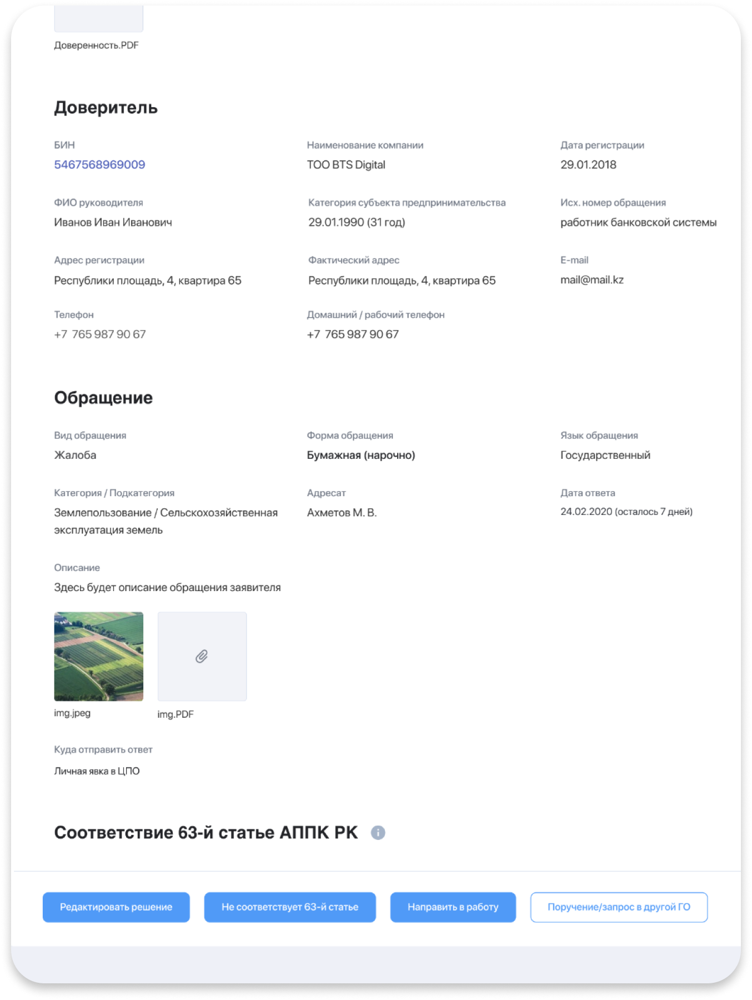 Доверенность.PDF
Доверитель
БИН
Наименование компании
Дата регистрации
5467568969009
ТОО BTS Digital
29.01.2018
ФИО руководителя
Категория субъекта предпринимательства
Исх. номер обращения
Иванов Иван Иванович
29.01.1990 (31 год)
работник банковской системы
Адрес регистрации
Фактический адрес
E-mail
Республики площадь, 4, квартира 65
Республики площадь, 4, квартира 65
mail@mail.kz
Телефон
Домашний / рабочий телефон
+7 765 987 90 67
+7 765 987 90 67
Обращение
Вид обращения
Форма обращения
Язык обращения
Жалоба
Бумажная (нарочно)
Государственный
Категория / Подкатегория
Адресат
Дата ответа
Землепользование / Сельскохозяйственная
эксплуатация земель
Ахметов М. В.
24.02.2020 (осталось 7 дней)
Описание
Здесь будет описание обращения заявителя
img.jpeg
img.PDF
Куда отправить ответ
Личная явка в ЦПО
Соответствие 63-й статье АППК РК
Редактировать решение
Не соответствует 63-й статье
Направить в работу
Поручение/запрос в другой ГО